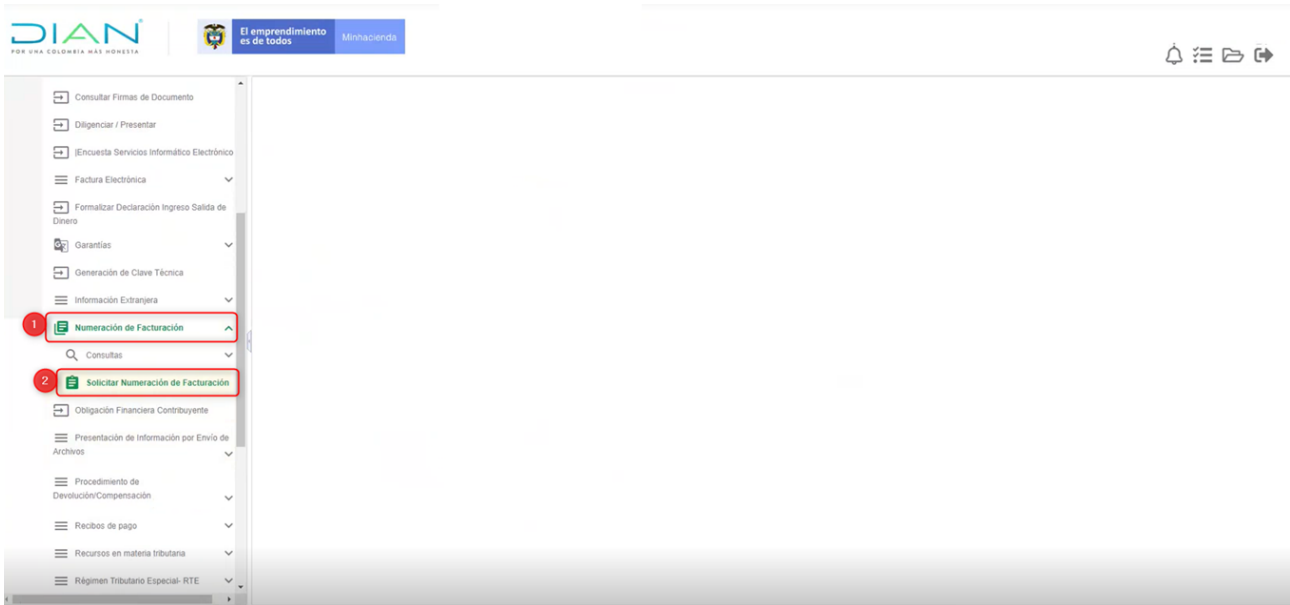 DIAN
POR UNA COLOMBIA MÁS HONESTA
El emprendimiento
es de todos
Minhacienda
Consultar Firmas de Documento
Diligenciar / Presentar
|Encuesta Servicios Informático Electrónico
Factura Electrónica
Formalizar Declaración Ingreso Salida de
Dinero
Garantías
Generación de Clave Técnica
Información Extranjera
1
Numeración de Facturación
Consultas
2
Solicitar Numeración de Facturación
Obligación Financiera Contribuyente
Presentación de Información por Envío de
Archivos
Procedimiento de
Devolución/Compensación
Recibos de pago
Recursos en materia tributaria
Régimen Tributario Especial- RTE